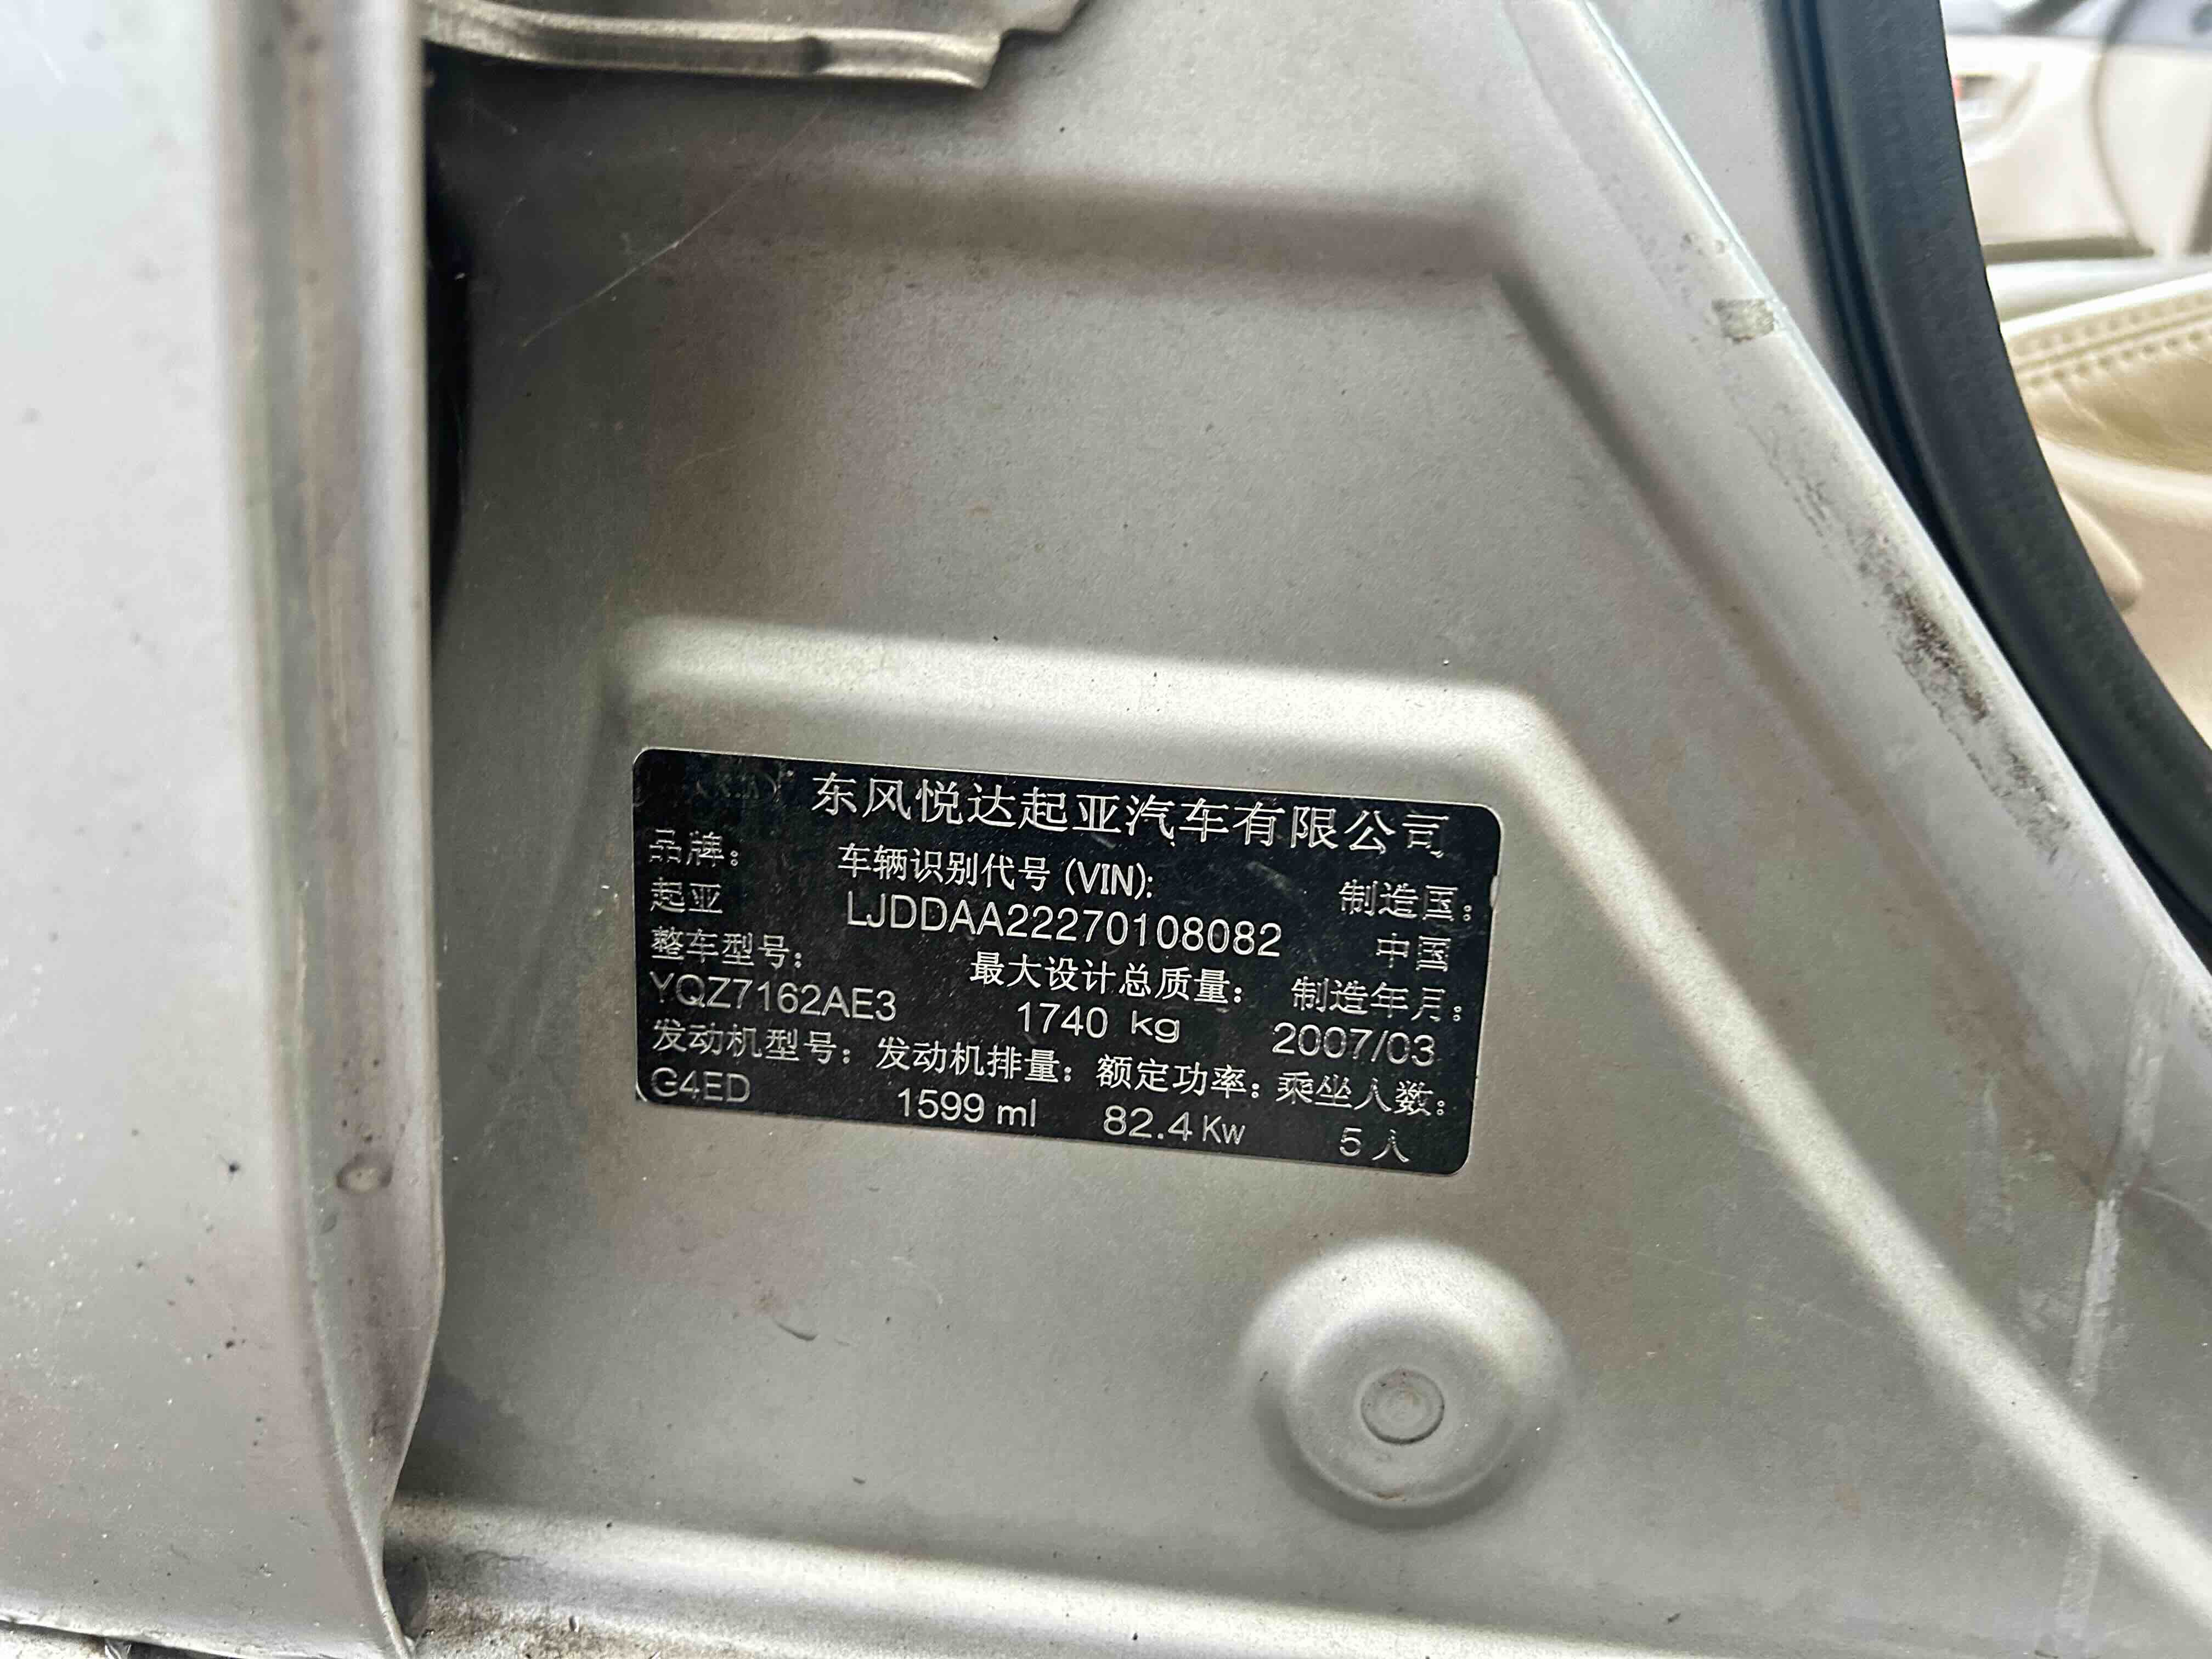 东风悦达起亚汽车有限公司
品牌： 车辆识别代号 (VIN): 制造国：
起亚 LJDDAA22270108082 中国
整车型号： 最大设计总质量： 制造年月：
YQZ7162AE3 1740 kg 2007/03
发动机型号： 发动机排量： 额定功率： 乘坐人数：
G4ED 1599 ml 82.4 Kw 5 人